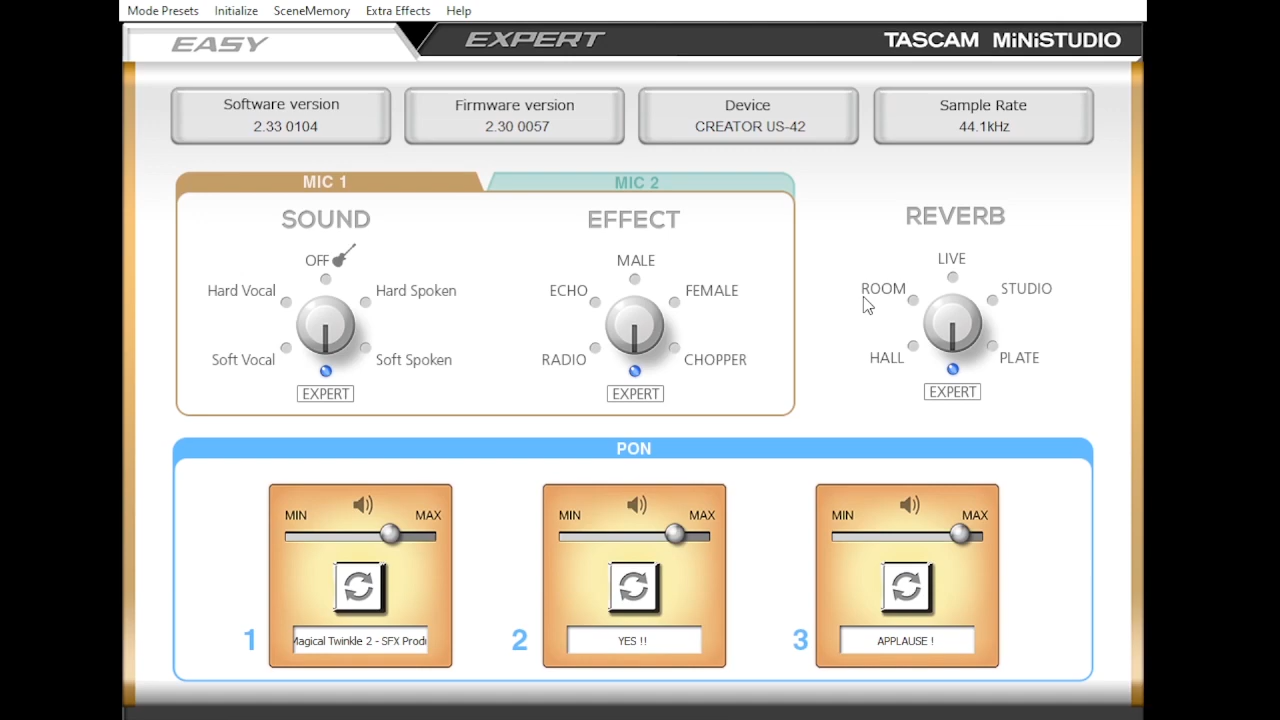 Mode Presets Initialize SceneMemory Extra Effects Help
EASY EXPERT TASCAM MiNiSTUDIO
Software version Firmware version Device Sample Rate
2.33 0104 2.30 0057 CREATOR US-42 44.1kHz
MIC 1 MIC 2
SOUND EFFECT REVERB
OFF MALE LIVE
Hard Vocal Hard Spoken ECHO FEMALE ROOM STUDIO
Soft Vocal Soft Spoken RADIO CHOPPER HALL PLATE
EXPERT EXPERT EXPERT
PON
MIN MAX MIN MAX MIN MAX
1 Magical Twinkle 2 - SFX Produ 2 YES !! 3 APPLAUSE !